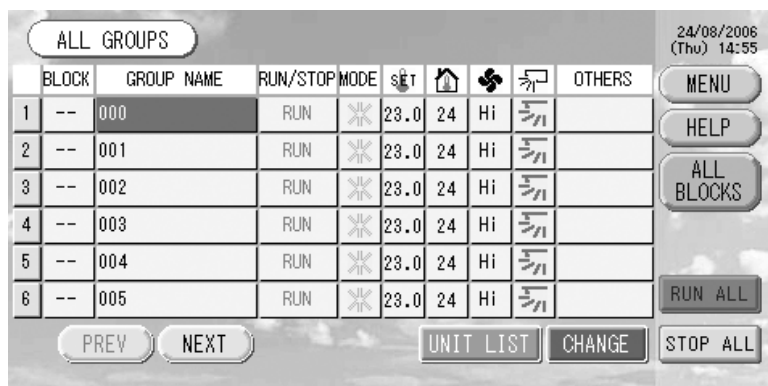 ALL GROUPS
24/08/2006
(Thu) 14:55
BLOCK GROUP NAME RUN/STOP MODE SET OTHERS
MENU
1 -- 000 RUN 23.0 24 Hi
HELP
2 -- 001 RUN 23.0 24 Hi
ALL
BLOCKS
3 -- 002 RUN 23.0 24 Hi
4 -- 003 RUN 23.0 24 Hi
5 -- 004 RUN 23.0 24 Hi
6 -- 005 RUN 23.0 24 Hi
RUN ALL
PREV NEXT UNIT LIST CHANGE STOP ALL